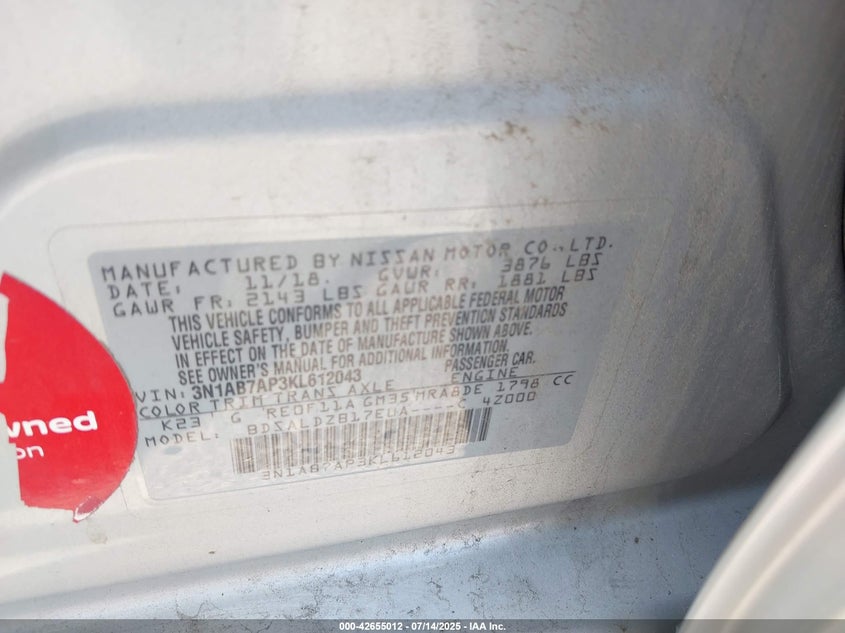 MANUFACTURED BY NISSAN MOTOR CO.,LTD.
DATE: 11/18. GVWR: 3876 LBS
GAWR FR: 2143 LBS GAWR RR: 1881 LBS
THIS VEHICLE CONFORMS TO ALL APPLICABLE FEDERAL MOTOR
VEHICLE SAFETY, BUMPER AND THEFT PREVENTION STANDARDS
IN EFFECT ON THE DATE OF MANUFACTURE SHOWN ABOVE.
SEE OWNER'S MANUAL FOR ADDITIONAL INFORMATION.
VIN: 3N1AB7AP3KL612043 PASSENGER CAR.
COLOR TRIM TRANS AXLE ENGINE
K23 G RE0F11A GM35 MRA8DE 1798 CC
MODEL: BDSALDZB17EUA----C 4Z000
3N1AB7AP3KL612043
wned
on
000-42655012 - 07/14/2025 - IAA Inc.